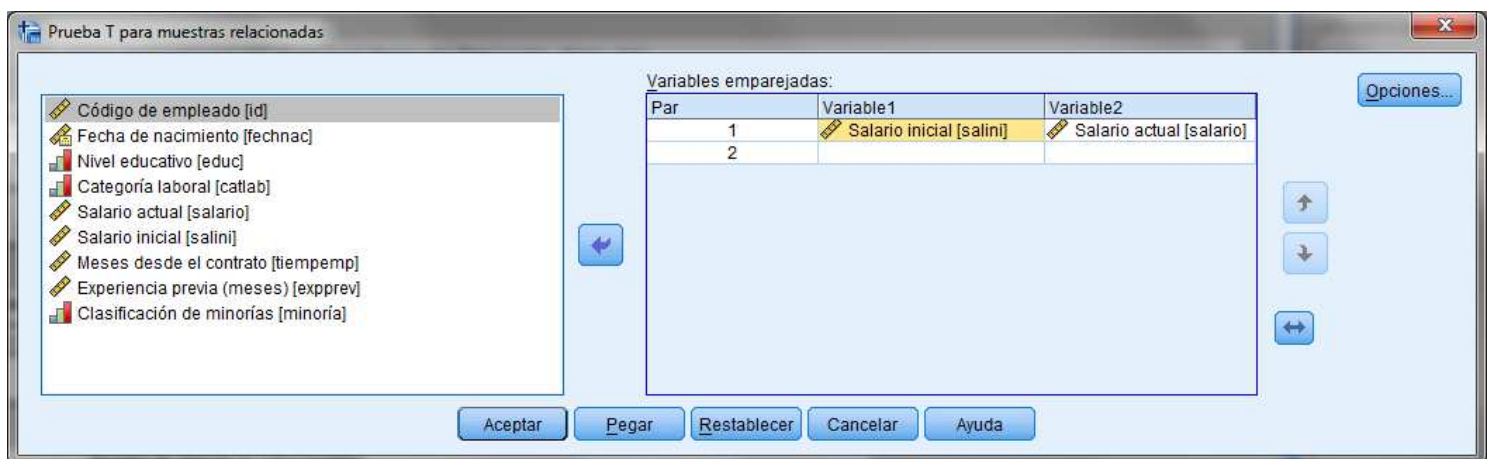 Prueba T para muestras relacionadas
Código de empleado [id]
Fecha de nacimiento [fechnac]
Nivel educativo [educ]
Categoría laboral [catlab]
Salario actual [salario]
Salario inicial [salini]
Meses desde el contrato [tiempemp]
Experiencia previa (meses) [expprev]
Clasificación de minorías [minoría]
Variables emparejadas:
Par Variable1 Variable2
1 Salario inicial [salini] Salario actual [salario]
2
Opciones...
Aceptar Pegar Restablecer Cancelar Ayuda